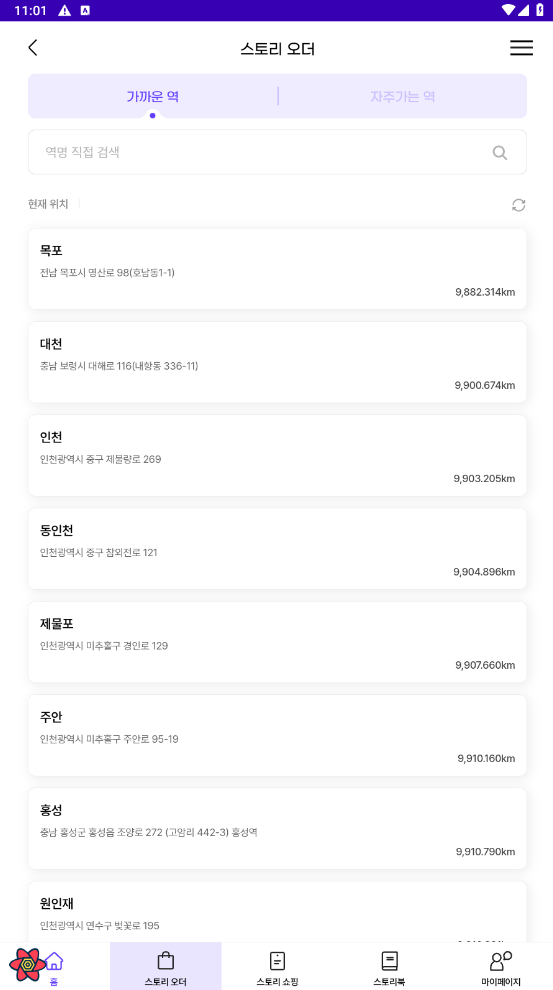 11:01
스토리 오더
가까운 역
자주가는 역
역명 직접 검색
현재 위치
목포
전남 목포시 영산로 98(호남동1-1)
9,882.314km
대천
충남 보령시 대해로 116(내항동 336-11)
9,900.674km
인천
인천광역시 중구 제물량로 269
9,903.205km
동인천
인천광역시 중구 참외전로 121
9,904.896km
제물포
인천광역시 미추홀구 경인로 129
9,907.660km
주안
인천광역시 미추홀구 주안로 95-19
9,910.160km
홍성
충남 홍성군 홍성읍 조양로 272 (고암리 442-3) 홍성역
9,910.790km
원인재
인천광역시 연수구 벚꽃로 195
홈
스토리 오더
스토리 쇼핑
스토리북
마이페이지